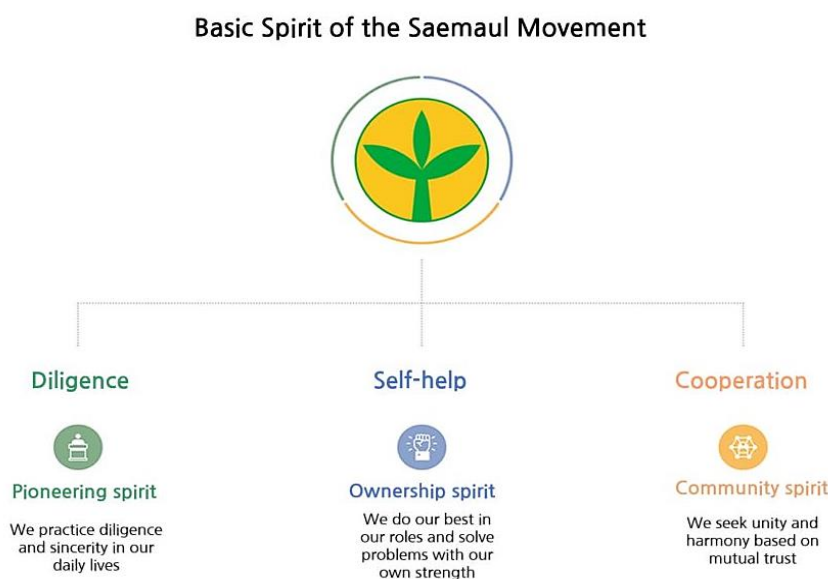 Basic Spirit of the Saemaul Movement
Diligence
Pioneering spirit
We practice diligence
and sincerity in our
daily lives
Self-help
Ownership spirit
We do our best in
our roles and solve
problems with our
own strength
Cooperation
Community spirit
We seek unity and
harmony based on
mutual trust